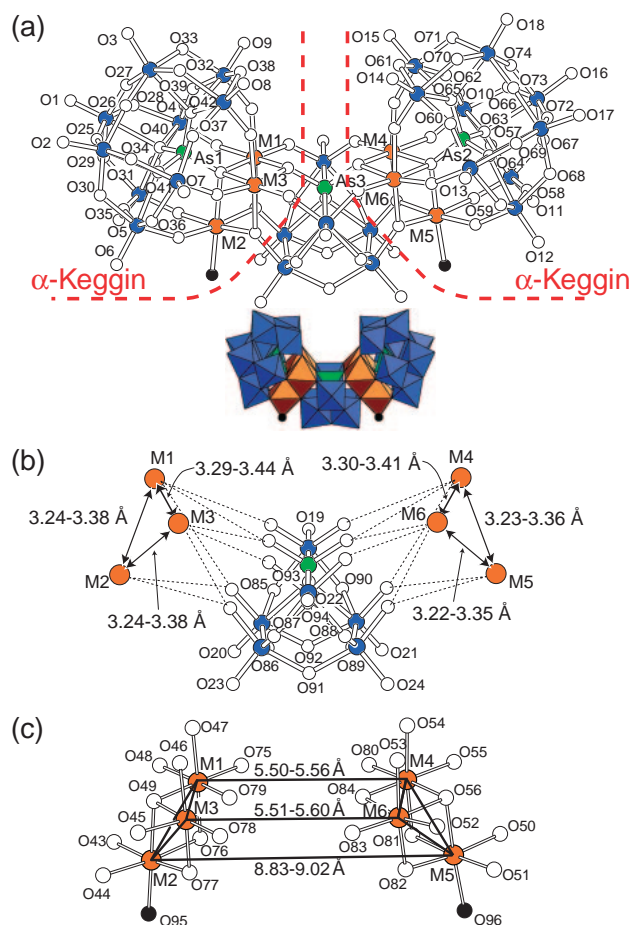 (a)
O3 O33 O9 O15 O71 O18
O32 O38 O61 O70 O74
O27 O39 O8 O14 O62 O73 O16
O1 O28 O4 O42 O65 O10 O66 O72 O17
O26 O40 O37 O60 O63 O57 O67
O25 O34 M1 M4 O69
O2 As1 As2
O29 O7 M3 As3 O64 O68
O30 O31 O41 M6 O13 O58
O35 O36 O59 O11
O5 M2 M5
O6 O12
α-Keggin α-Keggin
(b)
M1 M4
3.29-3.44 Å 3.30-3.41 Å
3.24-3.38 Å M3 O19 M6 3.23-3.36 Å
M2 O93 M5
O85 O22 O90
3.24-3.38 Å O94 3.22-3.35 Å
O87 O88
O20 O86 O92 O89 O21
O23 O91 O24
(c)
O47 O54
O48 O46 O75 O80 O53 O55
M1 M4
5.50-5.56 Å
O49 O79 O84 O56
M3 5.51-5.60 Å M6
O45 O78 O83 O81 O52 O50
O43 O76
M2 8.83-9.02 Å M5
O44 O77 O82 O51
O95 O96